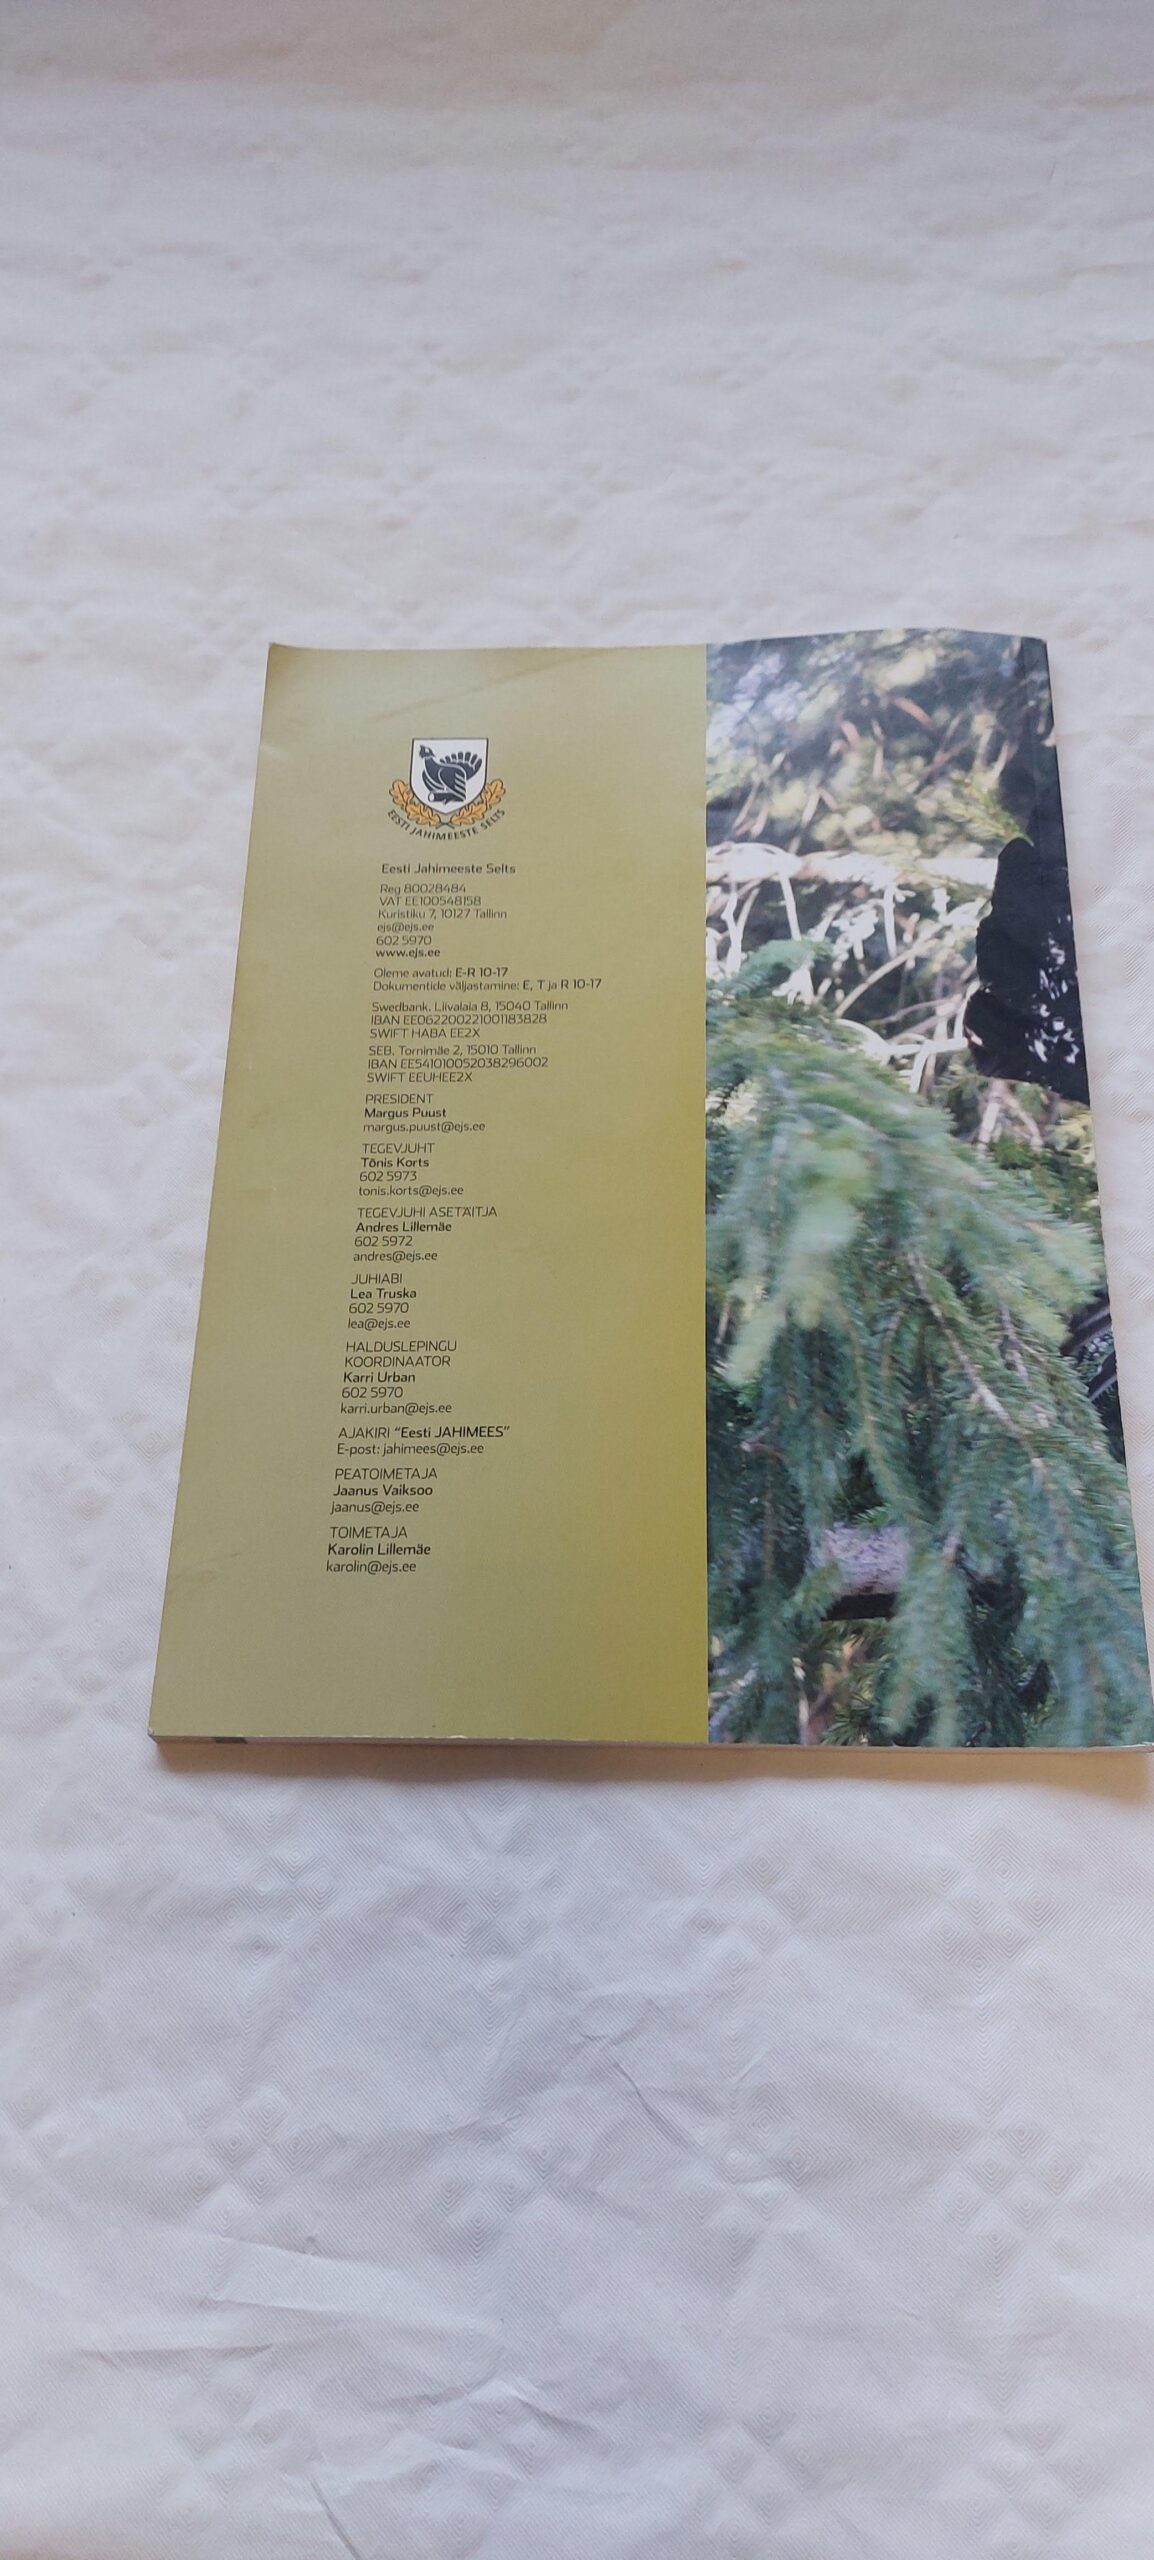 EESTI JAHIMEESTE SELTS
Eesti Jahimeeste Selts
Reg 80028484
VAT EE100548158
Kuristiku 7, 10127 Tallinn
ejs@ejs.ee
602 5970
www.ejs.ee
Oleme avatud: E-R 10-17
Dokumentide väljastamine: E, T ja R 10-17
Swedbank. Liivalaia 8, 15040 Tallinn
IBAN EE062200221001183828
SWIFT HABA EE2X
SEB. Tornimäe 2, 15010 Tallinn
IBAN EE541010052038296002
SWIFT EEUHEE2X
PRESIDENT
Margus Puust
margus.puust@ejs.ee
TEGEVJUHT
Tõnis Korts
602 5973
tonis.korts@ejs.ee
TEGEVJUHI ASETÄITJA
Andres Lillemäe
602 5972
andres@ejs.ee
JUHIABI
Lea Truska
602 5970
lea@ejs.ee
HALDUSLEPINGU
KOORDINAATOR
Karri Urban
602 5970
karri.urban@ejs.ee
AJAKIRI “Eesti JAHIMEES”
E-post: jahimees@ejs.ee
PEATOIMETAJA
Jaanus Vaiksoo
jaanus@ejs.ee
TOIMETAJA
Karolin Lillemäe
karolin@ejs.ee